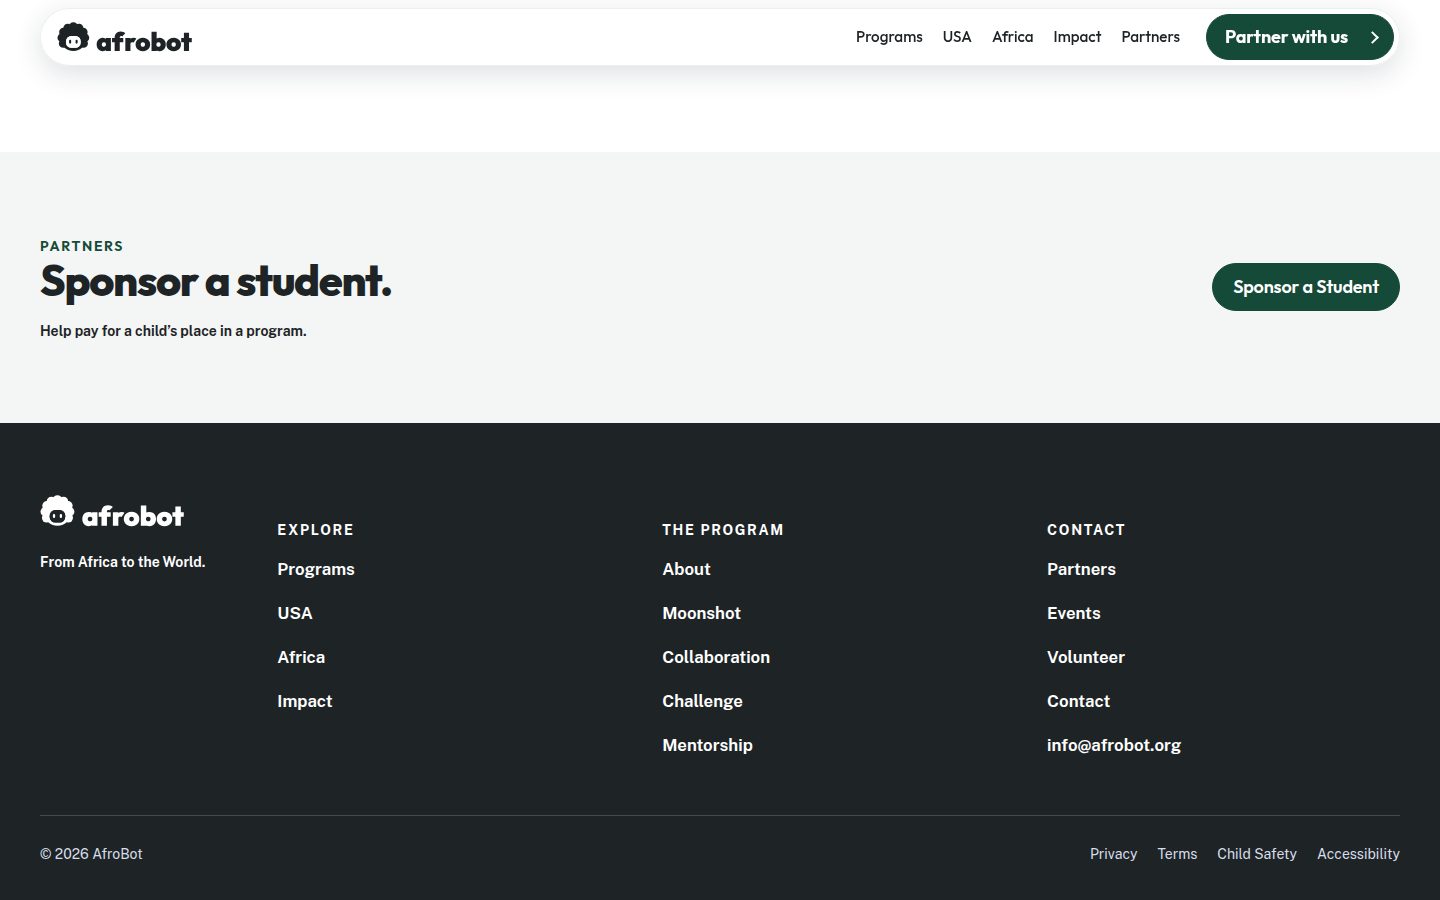 afrobot
Programs USA Africa Impact Partners Partner with us
PARTNERS
Sponsor a student.
Help pay for a child’s place in a program.
Sponsor a Student
afrobot
From Africa to the World.
EXPLORE
Programs
USA
Africa
Impact
THE PROGRAM
About
Moonshot
Collaboration
Challenge
Mentorship
CONTACT
Partners
Events
Volunteer
Contact
info@afrobot.org
© 2026 AfroBot
Privacy Terms Child Safety Accessibility